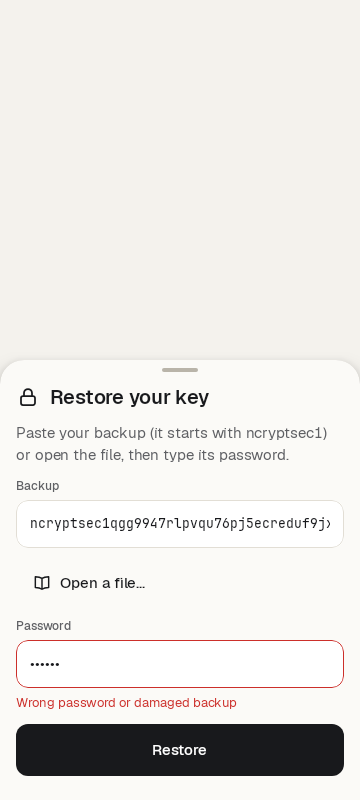 Restore your key
Paste your backup (it starts with ncryptsec1)
or open the file, then type its password.
Backup
ncryptsec1qgg9947rlpvqu76pj5ecreduf9j
Open a file...
Password
••••••
Wrong password or damaged backup
Restore